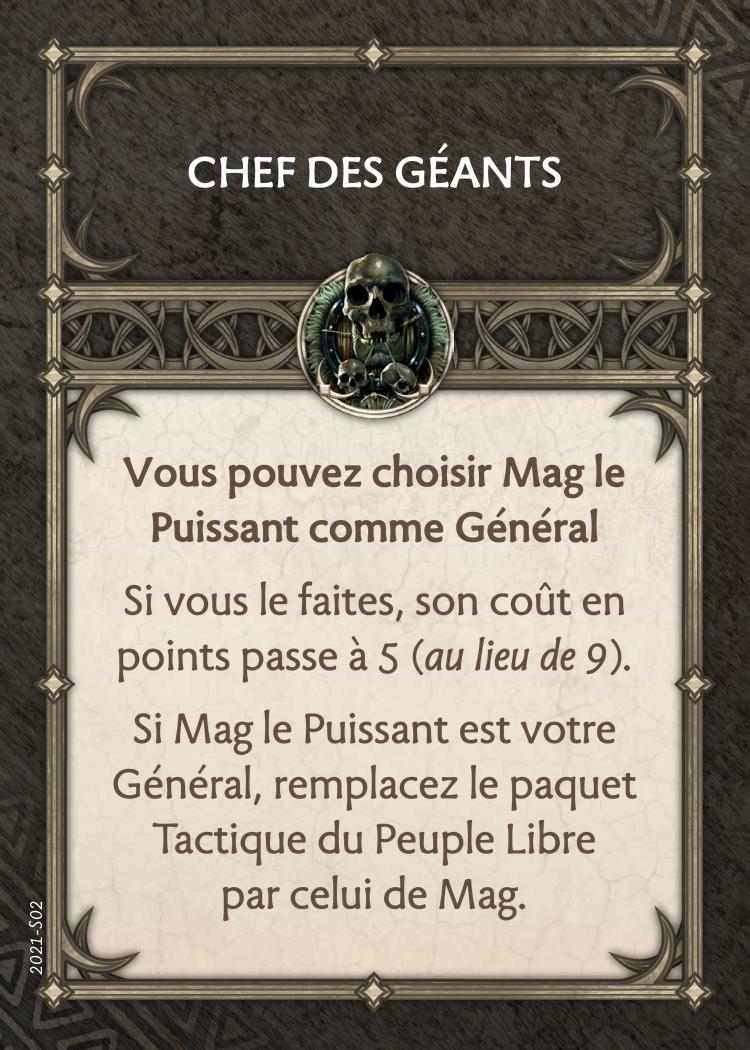 CHEF DES GÉANTS
Vous pouvez choisir Mag le
Puissant comme Général
Si vous le faites, son coût en
points passe à 5 (au lieu de 9).
Si Mag le Puissant est votre
Général, remplacez le paquet
Tactique du Peuple Libre
par celui de Mag.
2021-S02